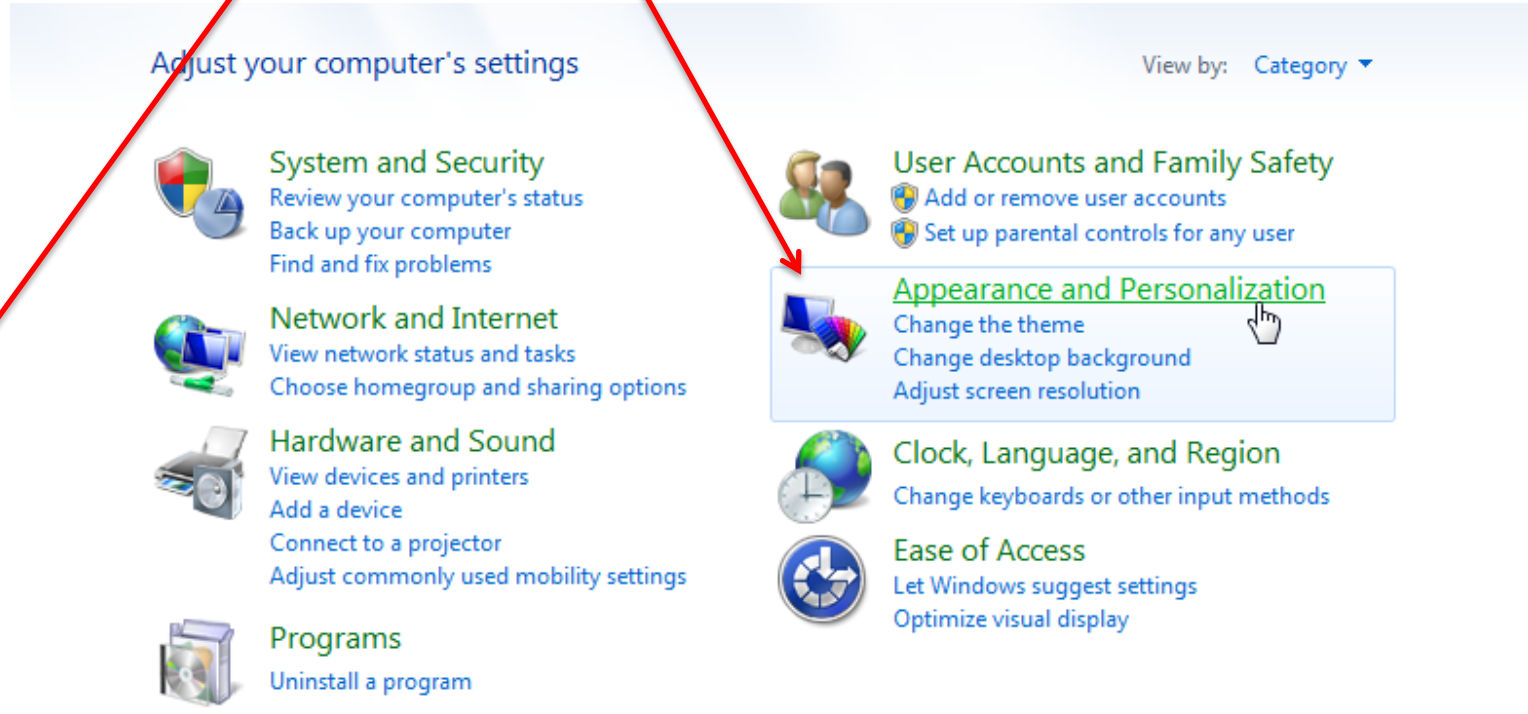 Adjust your computer's settings
View by: Category
System and Security
Review your computer's status
Back up your computer
Find and fix problems
Network and Internet
View network status and tasks
Choose homegroup and sharing options
Hardware and Sound
View devices and printers
Add a device
Connect to a projector
Adjust commonly used mobility settings
Programs
Uninstall a program
User Accounts and Family Safety
Add or remove user accounts
Set up parental controls for any user
Appearance and Personalization
Change the theme
Change desktop background
Adjust screen resolution
Clock, Language, and Region
Change keyboards or other input methods
Ease of Access
Let Windows suggest settings
Optimize visual display